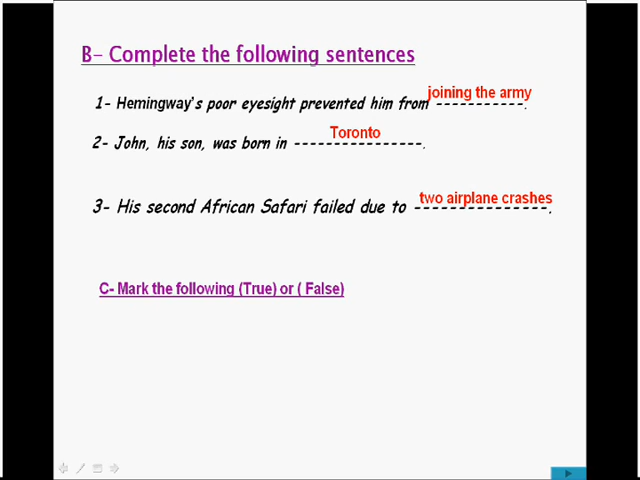 B- Complete the following sentences
1- Hemingway's poor eyesight prevented him from joining the army -----------.
2- John, his son, was born in Toronto ----------------.
3- His second African Safari failed due to two airplane crashes ---------------.
C- Mark the following (True) or ( False)